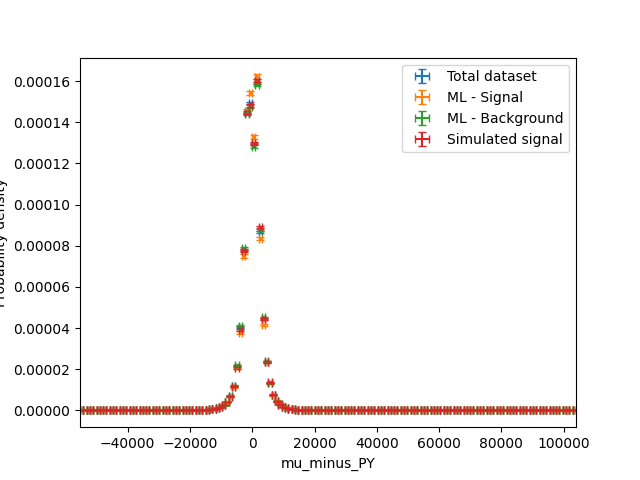 Total dataset
ML - Signal
ML - Background
Simulated signal
0.00016
0.00014
0.00012
0.00010
0.00008
0.00006
0.00004
0.00002
0.00000
Probability density
−40000 −20000 0 20000 40000 60000 80000 100000
mu_minus_PY